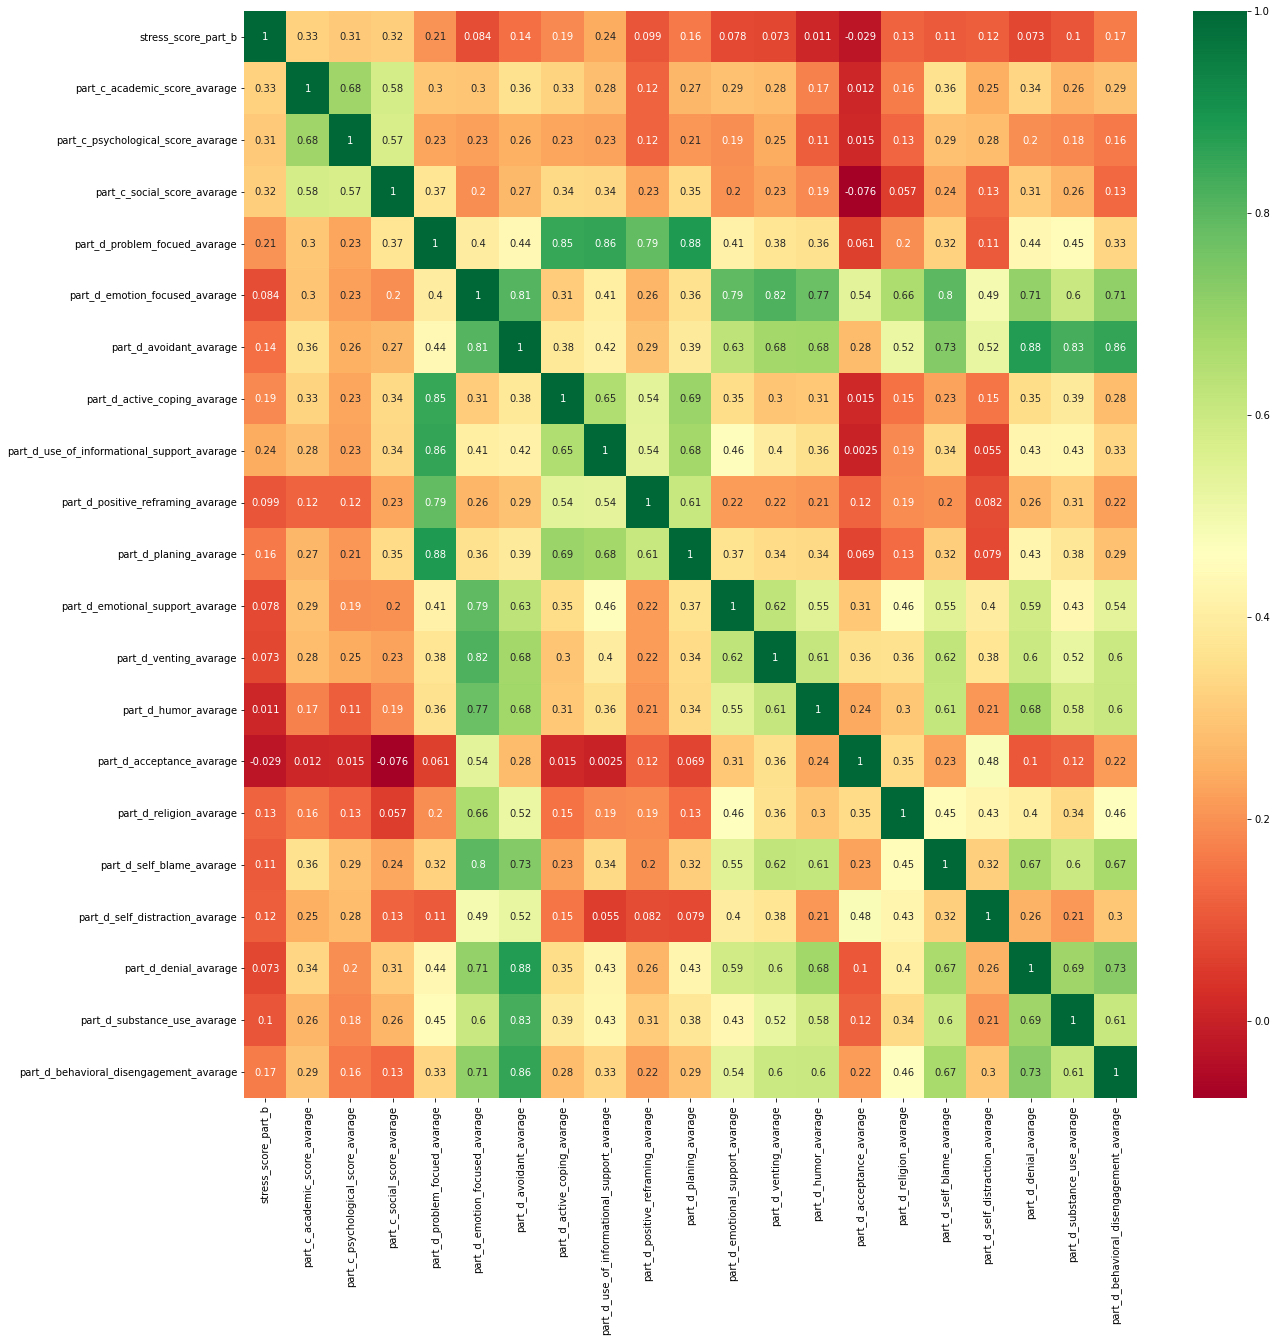 stress_score_part_b 1 0.33 0.31 0.32 0.21 0.084 0.14 0.19 0.24 0.099 0.16 0.078 0.073 0.011 -0.029 0.13 0.11 0.12 0.073 0.1 0.17
part_c_academic_score_avarage 0.33 1 0.68 0.58 0.3 0.3 0.36 0.33 0.28 0.12 0.27 0.29 0.28 0.17 0.012 0.16 0.36 0.25 0.34 0.26 0.29
part_c_psychological_score_avarage 0.31 0.68 1 0.57 0.23 0.23 0.26 0.23 0.23 0.12 0.21 0.19 0.25 0.11 0.015 0.13 0.29 0.28 0.2 0.18 0.16
part_c_social_score_avarage 0.32 0.58 0.57 1 0.37 0.2 0.27 0.34 0.34 0.23 0.35 0.2 0.23 0.19 -0.076 0.057 0.24 0.13 0.31 0.26 0.13
part_d_problem_focued_avarage 0.21 0.3 0.23 0.37 1 0.4 0.44 0.85 0.86 0.79 0.88 0.41 0.38 0.36 0.061 0.2 0.32 0.11 0.44 0.45 0.33
part_d_emotion_focused_avarage 0.084 0.3 0.23 0.2 0.4 1 0.81 0.31 0.41 0.26 0.36 0.79 0.82 0.77 0.54 0.66 0.8 0.49 0.71 0.6 0.71
part_d_avoidant_avarage 0.14 0.36 0.26 0.27 0.44 0.81 1 0.38 0.42 0.29 0.39 0.63 0.68 0.68 0.28 0.52 0.73 0.52 0.88 0.83 0.86
part_d_active_coping_avarage 0.19 0.33 0.23 0.34 0.85 0.31 0.38 1 0.65 0.54 0.69 0.35 0.3 0.31 0.015 0.15 0.23 0.15 0.35 0.39 0.28
part_d_use_of_informational_support_avarage 0.24 0.28 0.23 0.34 0.86 0.41 0.42 0.65 1 0.54 0.68 0.46 0.4 0.36 0.0025 0.19 0.34 0.055 0.43 0.43 0.33
part_d_positive_reframing_avarage 0.099 0.12 0.12 0.23 0.79 0.26 0.29 0.54 0.54 1 0.61 0.22 0.22 0.21 0.12 0.19 0.2 0.082 0.26 0.31 0.22
part_d_planing_avarage 0.16 0.27 0.21 0.35 0.88 0.36 0.39 0.69 0.68 0.61 1 0.37 0.34 0.34 0.069 0.13 0.32 0.079 0.43 0.38 0.29
part_d_emotional_support_avarage 0.078 0.29 0.19 0.2 0.41 0.79 0.63 0.35 0.46 0.22 0.37 1 0.62 0.55 0.31 0.46 0.55 0.4 0.59 0.43 0.54
part_d_venting_avarage 0.073 0.28 0.25 0.23 0.38 0.82 0.68 0.3 0.4 0.22 0.34 0.62 1 0.61 0.36 0.36 0.62 0.38 0.6 0.52 0.6
part_d_humor_avarage 0.011 0.17 0.11 0.19 0.36 0.77 0.68 0.31 0.36 0.21 0.34 0.55 0.61 1 0.24 0.3 0.61 0.21 0.68 0.58 0.6
part_d_acceptance_avarage -0.029 0.012 0.015 -0.076 0.061 0.54 0.28 0.015 0.0025 0.12 0.069 0.31 0.36 0.24 1 0.35 0.23 0.48 0.1 0.12 0.22
part_d_religion_avarage 0.13 0.16 0.13 0.057 0.2 0.66 0.52 0.15 0.19 0.19 0.13 0.46 0.36 0.3 0.35 1 0.45 0.43 0.4 0.34 0.46
part_d_self_blame_avarage 0.11 0.36 0.29 0.24 0.32 0.8 0.73 0.23 0.34 0.2 0.32 0.55 0.62 0.61 0.23 0.45 1 0.32 0.67 0.6 0.67
part_d_self_distraction_avarage 0.12 0.25 0.28 0.13 0.11 0.49 0.52 0.15 0.055 0.082 0.079 0.4 0.38 0.21 0.48 0.43 0.32 1 0.26 0.21 0.3
part_d_denial_avarage 0.073 0.34 0.2 0.31 0.44 0.71 0.88 0.35 0.43 0.26 0.43 0.59 0.6 0.68 0.1 0.4 0.67 0.26 1 0.69 0.73
part_d_substance_use_avarage 0.1 0.26 0.18 0.26 0.45 0.6 0.83 0.39 0.43 0.31 0.38 0.43 0.52 0.58 0.12 0.34 0.6 0.21 0.69 1 0.61
part_d_behavioral_disengagement_avarage 0.17 0.29 0.16 0.13 0.33 0.71 0.86 0.28 0.33 0.22 0.29 0.54 0.6 0.6 0.22 0.46 0.67 0.3 0.73 0.61 1
stress_score_part_b
part_c_academic_score_avarage
part_c_psychological_score_avarage
part_c_social_score_avarage
part_d_problem_focued_avarage
part_d_emotion_focused_avarage
part_d_avoidant_avarage
part_d_active_coping_avarage
part_d_use_of_informational_support_avarage
part_d_positive_reframing_avarage
part_d_planing_avarage
part_d_emotional_support_avarage
part_d_venting_avarage
part_d_humor_avarage
part_d_acceptance_avarage
part_d_religion_avarage
part_d_self_blame_avarage
part_d_self_distraction_avarage
part_d_denial_avarage
part_d_substance_use_avarage
part_d_behavioral_disengagement_avarage
1.0
0.8
0.6
0.4
0.2
0.0